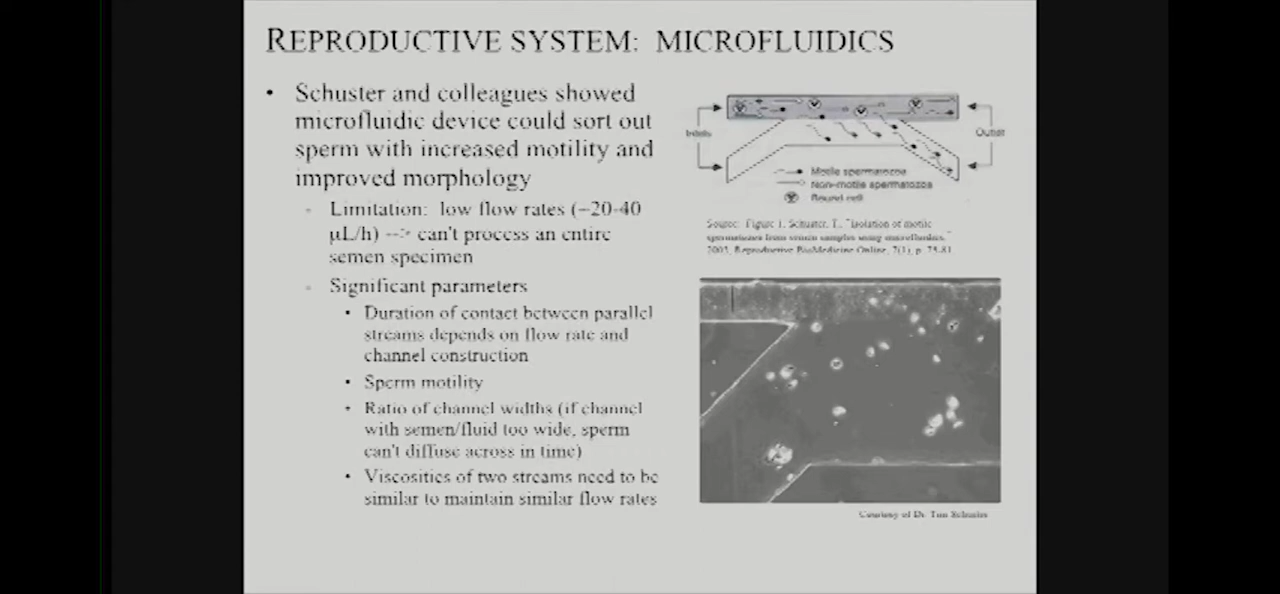 REPRODUCTIVE SYSTEM: MICROFLUIDICS
• Schuster and colleagues showed
microfluidic device could sort out
sperm with increased motility and
improved morphology
- Limitation: low flow rates (~20-40
μL/h) --> can't process an entire
semen specimen
- Significant parameters
• Duration of contact between parallel
streams depends on flow rate and
channel construction
• Sperm motility
• Ratio of channel widths (if channel
with semen/fluid too wide, sperm
can't diffuse across in time)
• Viscosities of two streams need to be
similar to maintain similar flow rates
Inlets
Outlet
Motile spermatozoa
Non-motile spermatozoa
Round cell
Source: Figure 1, Schuster, T., "Isolation of motile
spermatozoa from semen samples using microfluidics,"
2003, Reproductive BioMedicine Online, 7(1), p. 75-81
Courtesy of Dr. Tim Schuster